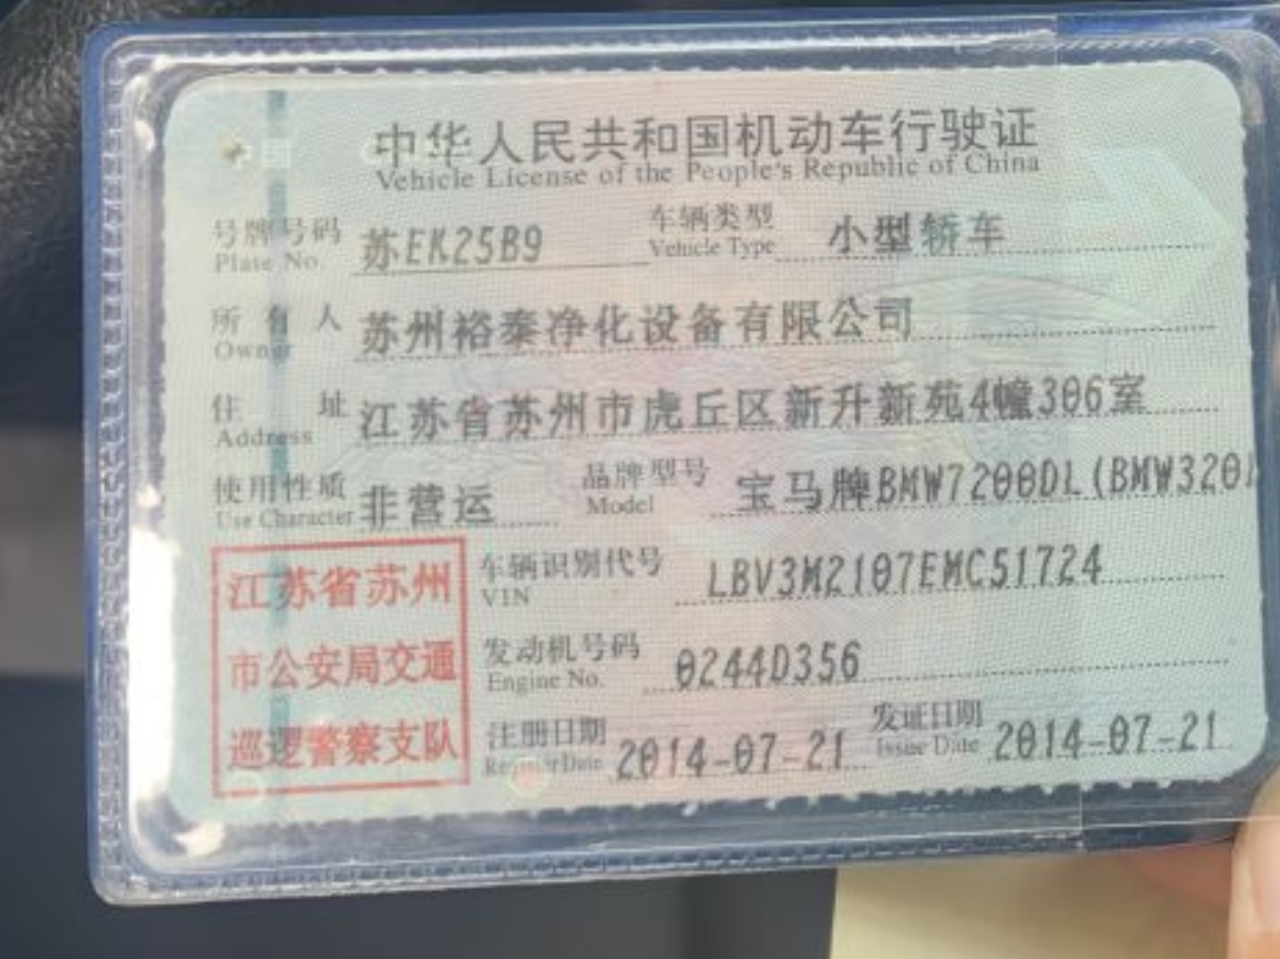 中华人民共和国机动车行驶证
Vehicle License of the People's Republic of China
号牌号码 苏EK25B9 车辆类型 小型轿车
Plate No. Vehicle Type
所有人 苏州裕泰净化设备有限公司
Owner
住址 江苏省苏州市虎丘区新升新苑4幢306室
Address
使用性质 非营运 品牌型号 宝马牌BMW7200DL(BMW320
Use Character Model
江苏省苏州
市公安局交通
巡逻警察支队
车辆识别代号 LBV3M2107EMC51724
VIN
发动机号码 0244D356
Engine No.
注册日期 2014-07-21 发证日期 2014-07-21
Register Date Issue Date